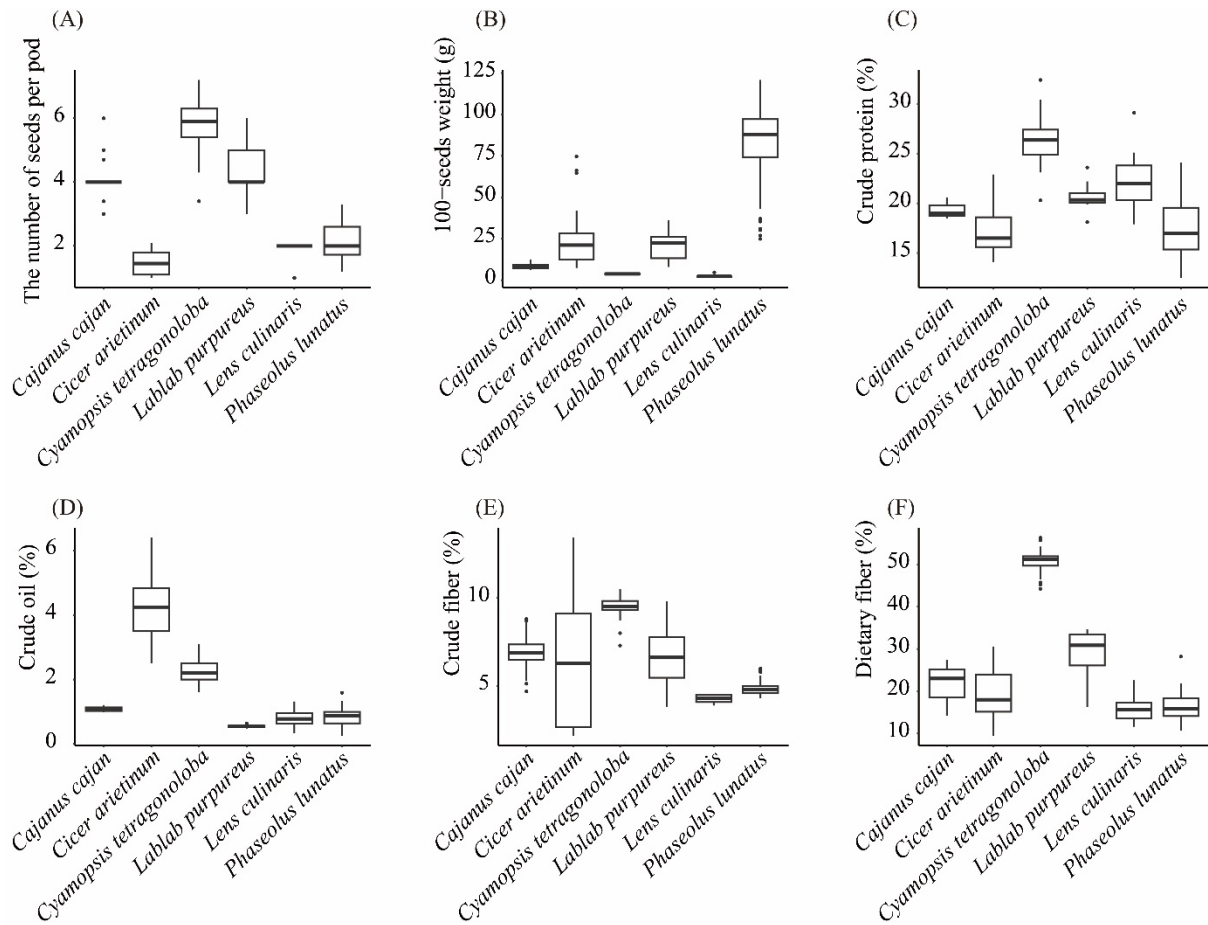 (A)
The number of seeds per pod
6
4
2
Cajanus cajan
Cicer arietinum
Cyamopsis tetragonoloba
Lablab purpureus
Lens culinaris
Phaseolus lunatus
(B)
100-seeds weight (g)
125
100
75
50
25
0
Cajanus cajan
Cicer arietinum
Cyamopsis tetragonoloba
Lablab purpureus
Lens culinaris
Phaseolus lunatus
(C)
Crude protein (%)
30
25
20
15
Cajanus cajan
Cicer arietinum
Cyamopsis tetragonoloba
Lablab purpureus
Lens culinaris
Phaseolus lunatus
(D)
Crude oil (%)
6
4
2
0
Cajanus cajan
Cicer arietinum
Cyamopsis tetragonoloba
Lablab purpureus
Lens culinaris
Phaseolus lunatus
(E)
Crude fiber (%)
10
5
Cajanus cajan
Cicer arietinum
Cyamopsis tetragonoloba
Lablab purpureus
Lens culinaris
Phaseolus lunatus
(F)
Dietary fiber (%)
50
40
30
20
10
Cajanus cajan
Cicer arietinum
Cyamopsis tetragonoloba
Lablab purpureus
Lens culinaris
Phaseolus lunatus